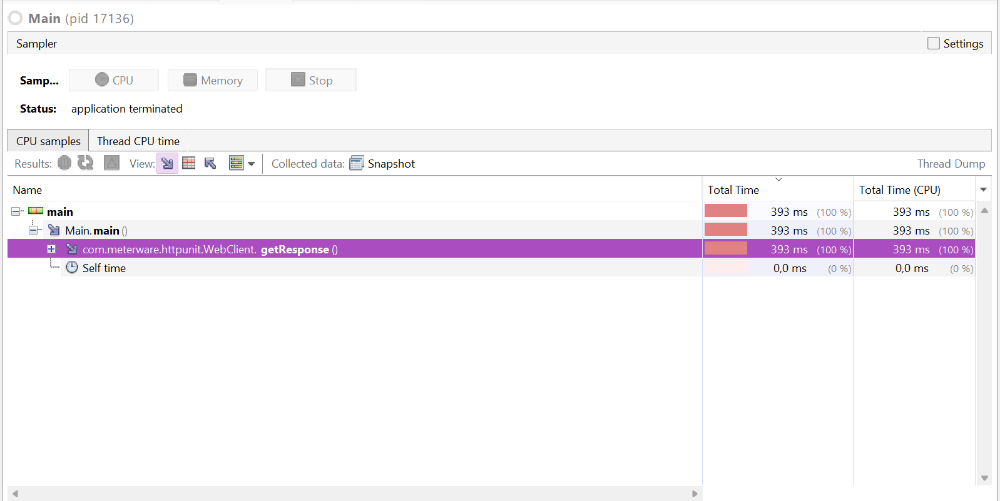 Main (pid 17136)
Sampler Settings
Samp... CPU Memory Stop
Status: application terminated
CPU samples Thread CPU time
Results: View: Collected data: Snapshot Thread Dump
Name Total Time Total Time (CPU)
main 393 ms (100 %) 393 ms (100 %)
Main.main () 393 ms (100 %) 393 ms (100 %)
com.meterware.httpunit.WebClient. getResponse () 393 ms (100 %) 393 ms (100 %)
Self time 0,0 ms (0 %) 0,0 ms (0 %)